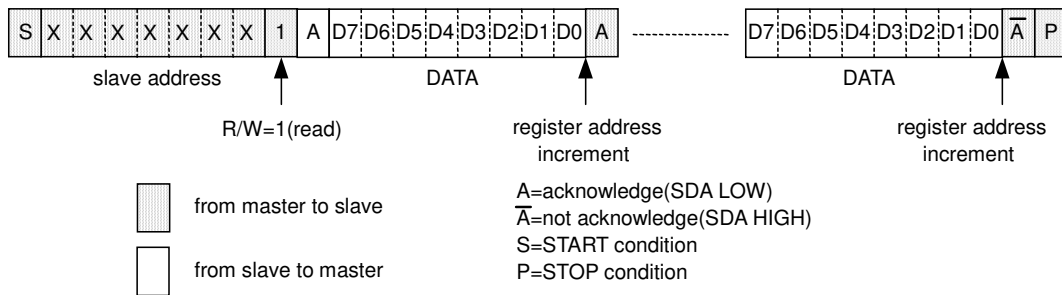 S X X X X X X X 1 A D7 D6 D5 D4 D3 D2 D1 D0 A D7 D6 D5 D4 D3 D2 D1 D0 A̅ P
slave address DATA DATA
R/W=1(read)
register address
increment
register address
increment
from master to slave
from slave to master
A=acknowledge(SDA LOW)
A̅=not acknowledge(SDA HIGH)
S=START condition
P=STOP condition